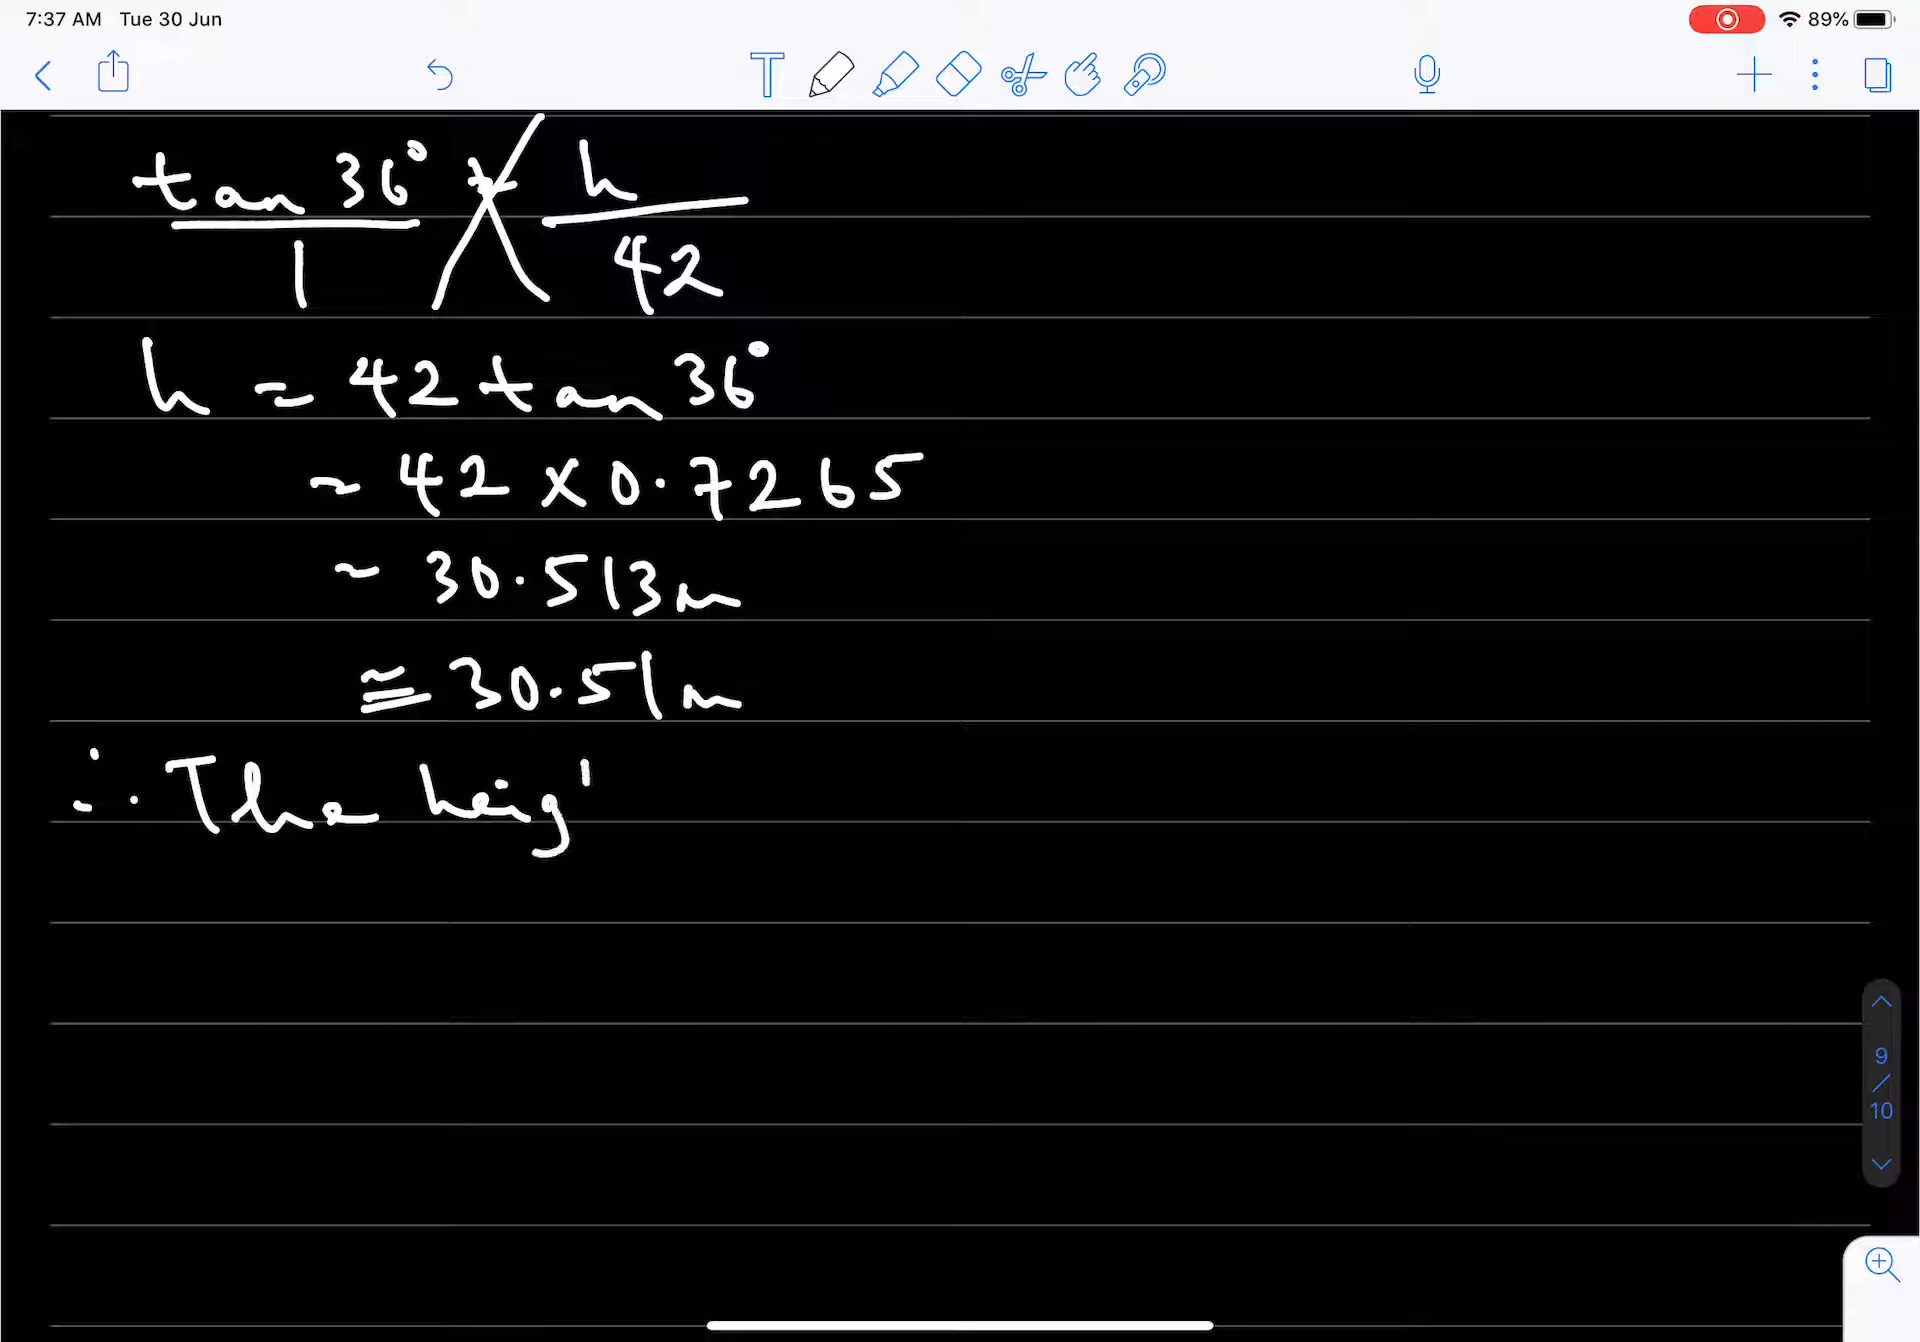 7:37 AM Tue 30 Jun 89%
tan 36° = h
1 42
h = 42 tan 36°
= 42 × 0.7265
= 30.513m
≅ 30.51m
∴ The heig'
9
/
10